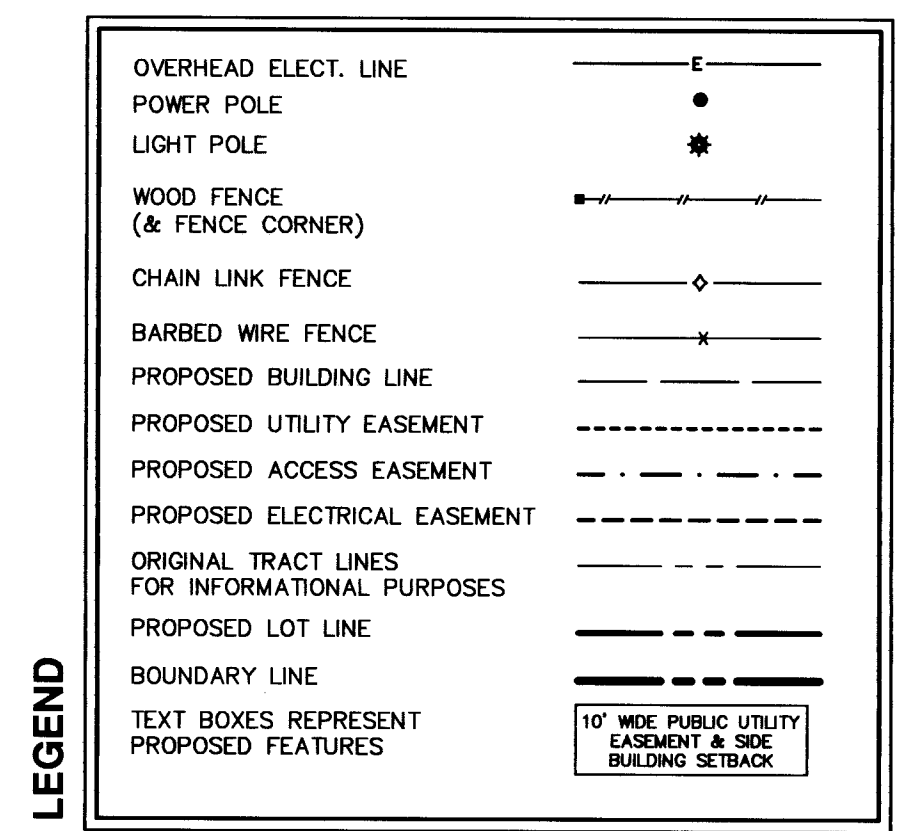 LEGEND
OVERHEAD ELECT. LINE
E
POWER POLE
LIGHT POLE
WOOD FENCE
(& FENCE CORNER)
CHAIN LINK FENCE
BARBED WIRE FENCE
x
PROPOSED BUILDING LINE
PROPOSED UTILITY EASEMENT
PROPOSED ACCESS EASEMENT
PROPOSED ELECTRICAL EASEMENT
ORIGINAL TRACT LINES
FOR INFORMATIONAL PURPOSES
PROPOSED LOT LINE
BOUNDARY LINE
TEXT BOXES REPRESENT
PROPOSED FEATURES
10' WIDE PUBLIC UTILITY
EASEMENT & SIDE
BUILDING SETBACK